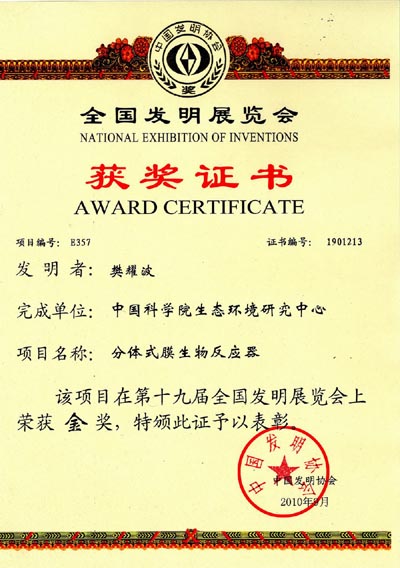 中国发明协会
奖
全国发明展览会
NATIONAL EXHIBITION OF INVENTIONS
获奖证书
AWARD CERTIFICATE
项目编号: E357
证书编号: 1901213
发明者: 樊耀波
完成单位: 中国科学院生态环境研究中心
项目名称: 分体式膜生物反应器
该项目在第十九届全国发明展览会上
荣获 金 奖, 特颁此证予以表彰。
中国发明协会
中国发明协会
2010年9月